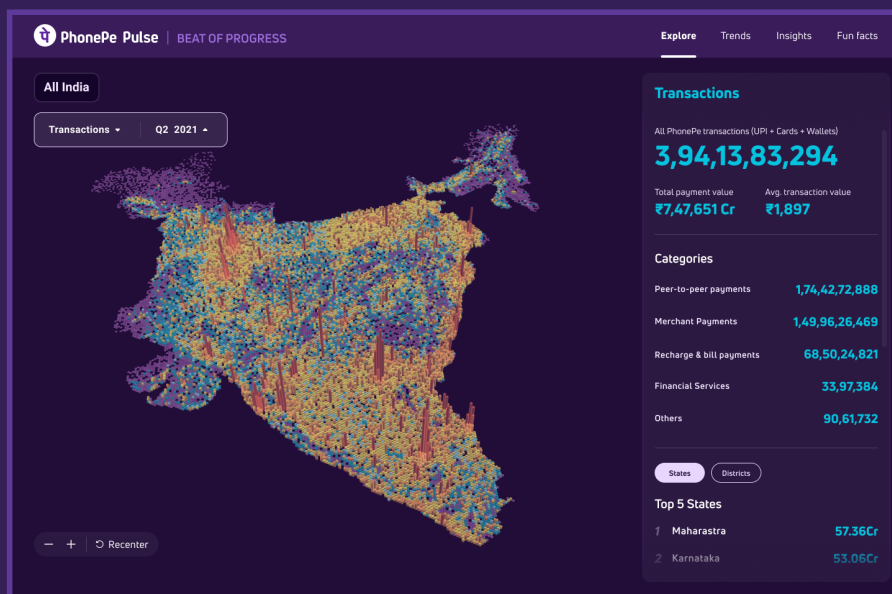 पे PhonePe Pulse | BEAT OF PROGRESS
Explore Trends Insights Fun facts
All India
Transactions Q2 2021
Transactions
All PhonePe transactions (UPI + Cards + Wallets)
3,94,13,83,294
Total payment value Avg. transaction value
₹7,47,651 Cr ₹1,897
Categories
Peer-to-peer payments 1,74,42,72,888
Merchant Payments 1,49,96,26,469
Recharge & bill payments 68,50,24,821
Financial Services 33,97,384
Others 90,61,732
States Districts
Top 5 States
1 Maharastra 57.36Cr
2 Karnataka 53.06Cr
Recenter